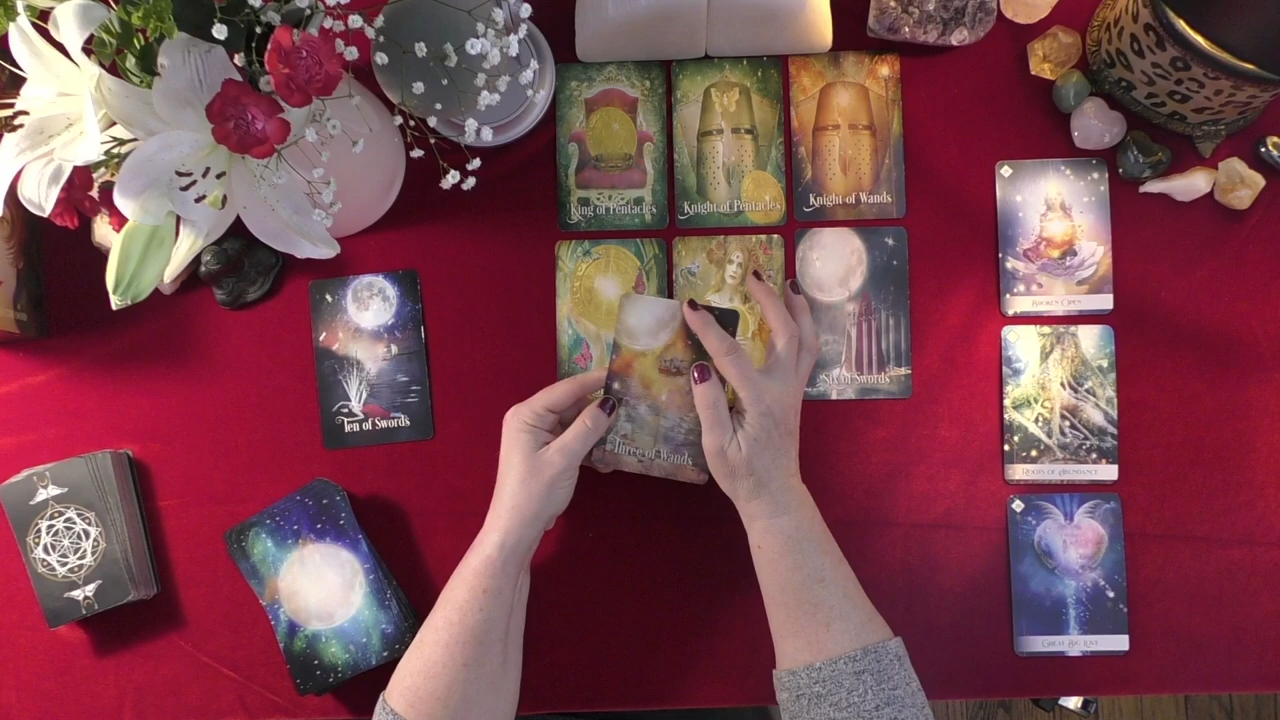 King of Pentacles
Knight of Pentacles
Knight of Wands
Ten of Swords
Three of Wands
Six of Swords
Broken Open
Roots of Abundance
Great Big Love